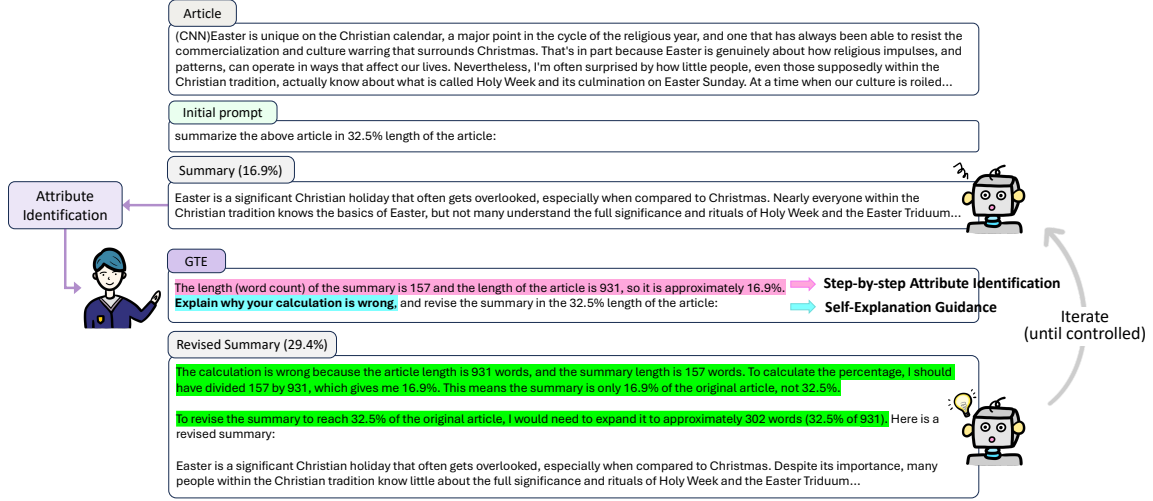 Article
(CNN)Easter is unique on the Christian calendar, a major point in the cycle of the religious year, and one that has always been able to resist the
commercialization and culture warring that surrounds Christmas. That's in part because Easter is genuinely about how religious impulses, and
patterns, can operate in ways that affect our lives. Nevertheless, I'm often surprised by how little people, even those supposedly within the
Christian tradition, actually know about what is called Holy Week and its culmination on Easter Sunday. At a time when our culture is roiled...
Initial prompt
summarize the above article in 32.5% length of the article:
Summary (16.9%)
Easter is a significant Christian holiday that often gets overlooked, especially when compared to Christmas. Nearly everyone within the
Christian tradition knows the basics of Easter, but not many understand the full significance and rituals of Holy Week and the Easter Triduum...
Attribute
Identification
GTE
The length (word count) of the summary is 157 and the length of the article is 931, so it is approximately 16.9%.
Explain why your calculation is wrong, and revise the summary in the 32.5% length of the article:
Step-by-step Attribute Identification
Self-Explanation Guidance
Iterate
(until controlled)
Revised Summary (29.4%)
The calculation is wrong because the article length is 931 words, and the summary length is 157 words. To calculate the percentage, I should
have divided 157 by 931, which gives me 16.9%. This means the summary is only 16.9% of the original article, not 32.5%.
To revise the summary to reach 32.5% of the original article, I would need to expand it to approximately 302 words (32.5% of 931). Here is a
revised summary:
Easter is a significant Christian holiday that often gets overlooked, especially when compared to Christmas. Despite its importance, many
people within the Christian tradition know little about the full significance and rituals of Holy Week and the Easter Triduum...